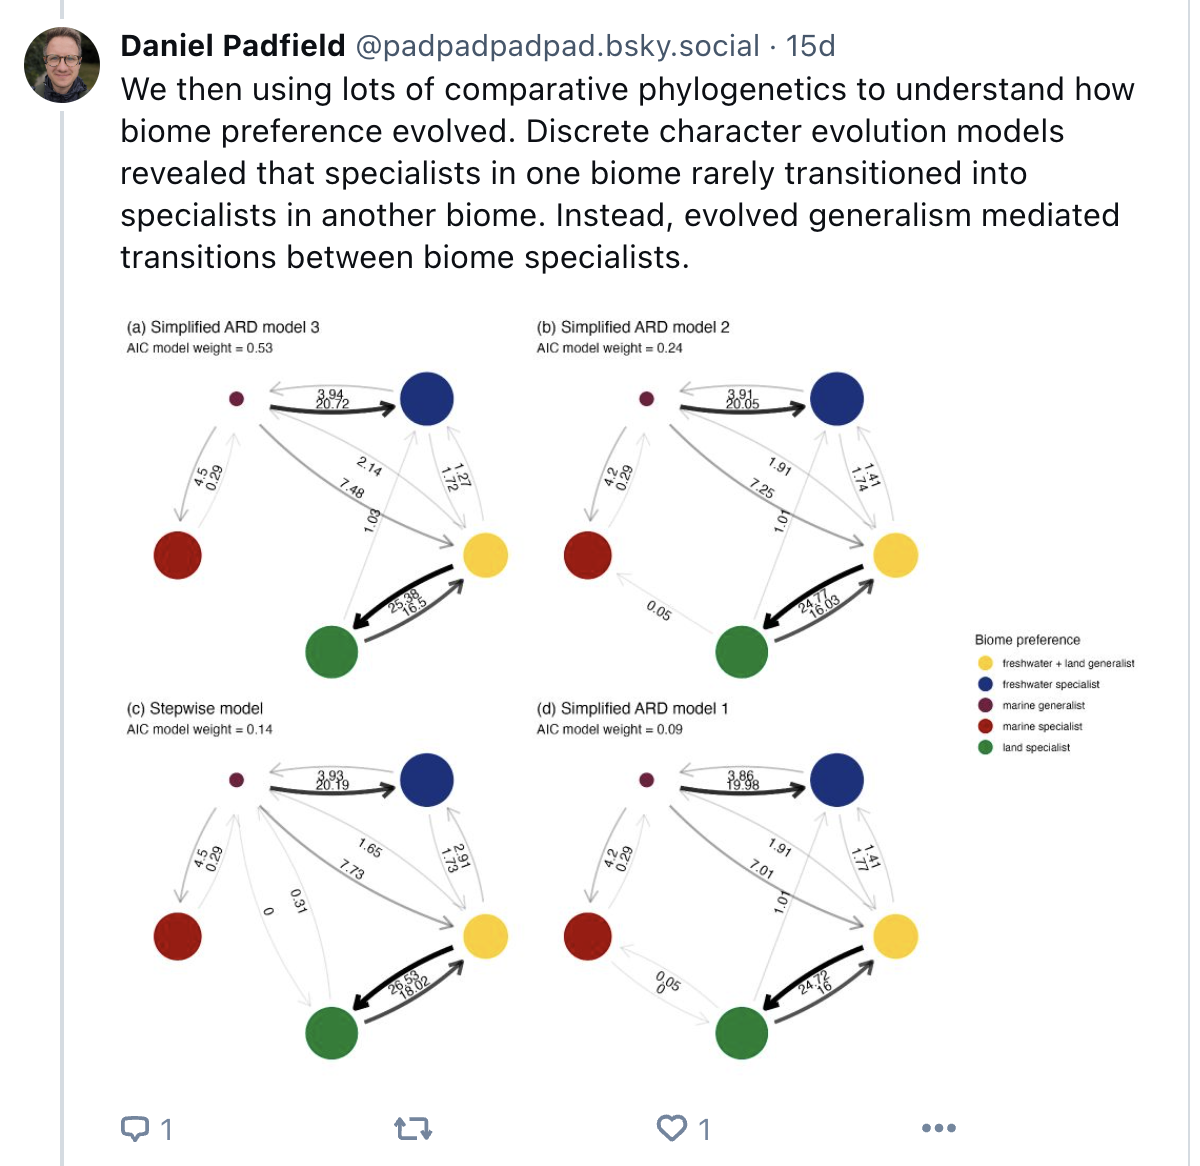 Daniel Padfield @padpadpadpad.bsky.social · 15d
We then using lots of comparative phylogenetics to understand how
biome preference evolved. Discrete character evolution models
revealed that specialists in one biome rarely transitioned into
specialists in another biome. Instead, evolved generalism mediated
transitions between biome specialists.
(a) Simplified ARD model 3
AIC model weight = 0.53
3.94
20.72
4.5
0.29
2.14
7.48
1.03
1.27
1.72
25.38
16.5
(b) Simplified ARD model 2
AIC model weight = 0.24
3.91
20.05
4.2
0.29
1.91
7.25
1.01
1.41
1.74
24.77
16.03
0.05
Biome preference
freshwater + land generalist
freshwater specialist
marine generalist
marine specialist
land specialist
(c) Stepwise model
AIC model weight = 0.14
3.93
20.19
4.5
0.29
1.65
7.73
0
0.31
2.91
1.73
26.53
18.02
(d) Simplified ARD model 1
AIC model weight = 0.09
3.86
19.98
4.2
0.29
1.91
7.01
1.01
1.41
1.77
0.05
0
24.72
16
1
1